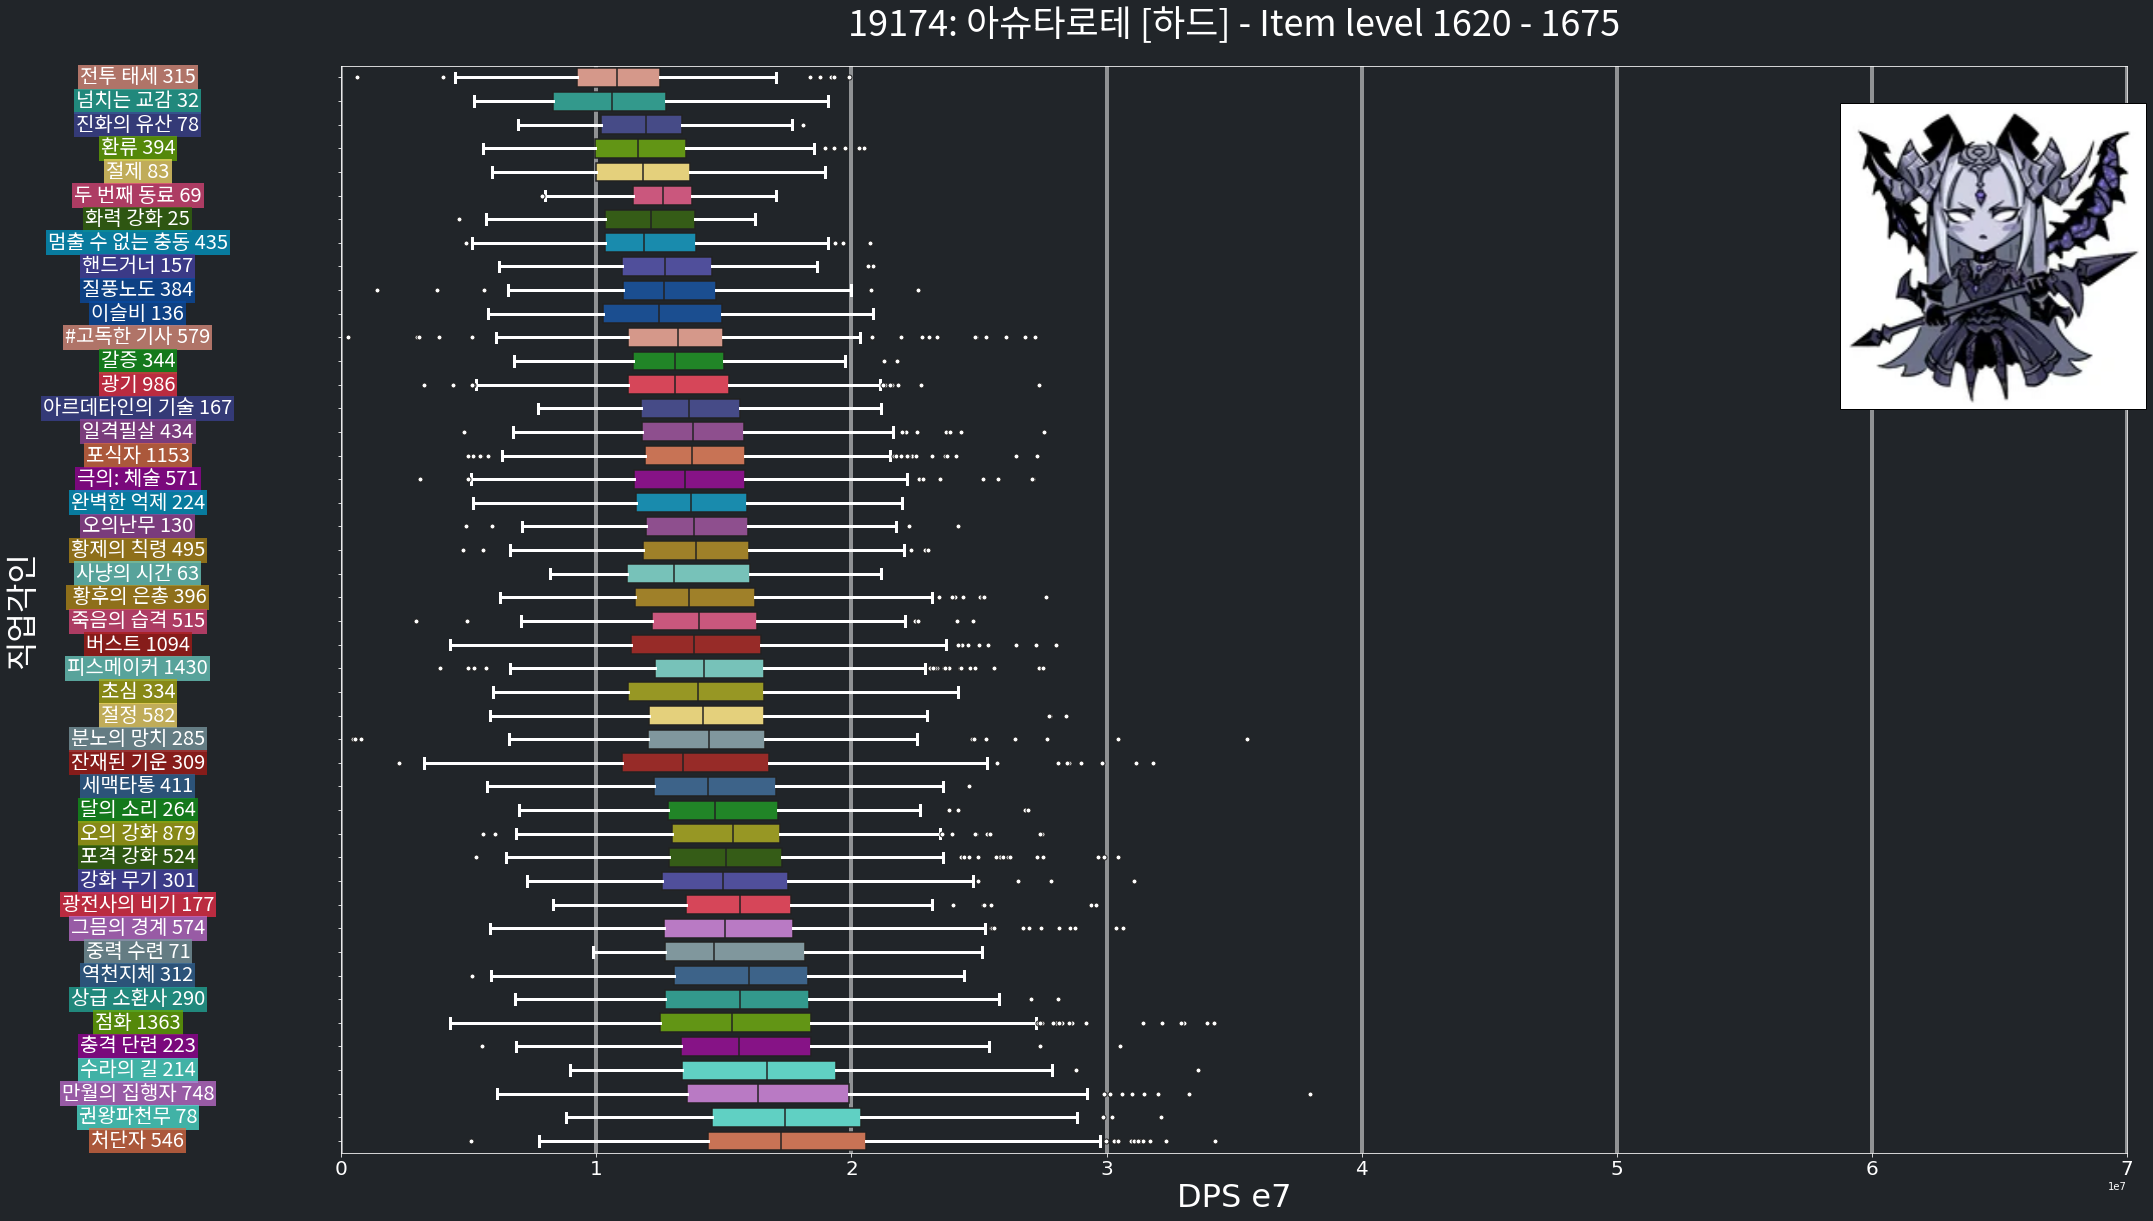 19174: 아슈타로테 [하드] - Item level 1620 - 1675
전투 태세 315
넘치는 교감 32
진화의 유산 78
환류 394
절제 83
두 번째 동료 69
화력 강화 25
멈출 수 없는 충동 435
핸드거너 157
질풍노도 384
이슬비 136
#고독한 기사 579
갈증 344
광기 986
아르데타인의 기술 167
일격필살 434
포식자 1153
극의: 체술 571
완벽한 억제 224
오의난무 130
황제의 칙령 495
사냥의 시간 63
황후의 은총 396
죽음의 습격 515
버스트 1094
피스메이커 1430
초심 334
절정 582
분노의 망치 285
잔재된 기운 309
세맥타통 411
달의 소리 264
오의 강화 879
포격 강화 524
강화 무기 301
광전사의 비기 177
그믐의 경계 574
중력 수련 71
역천지체 312
상급 소환사 290
점화 1363
충격 단련 223
수라의 길 214
만월의 집행자 748
권왕파천무 78
처단자 546
직업각인
0 1 2 3 4 5 6 7
1e7
DPS e7